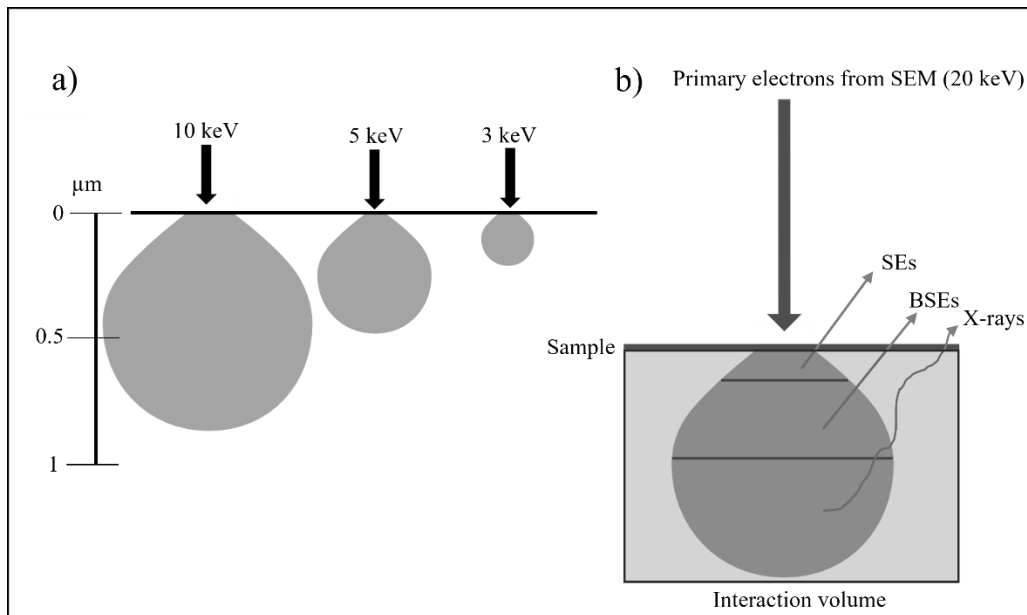 a)
10 keV
5 keV
3 keV
µm
0
0.5
1
b)
Primary electrons from SEM (20 keV)
SEs
BSEs
X-rays
Sample
Interaction volume